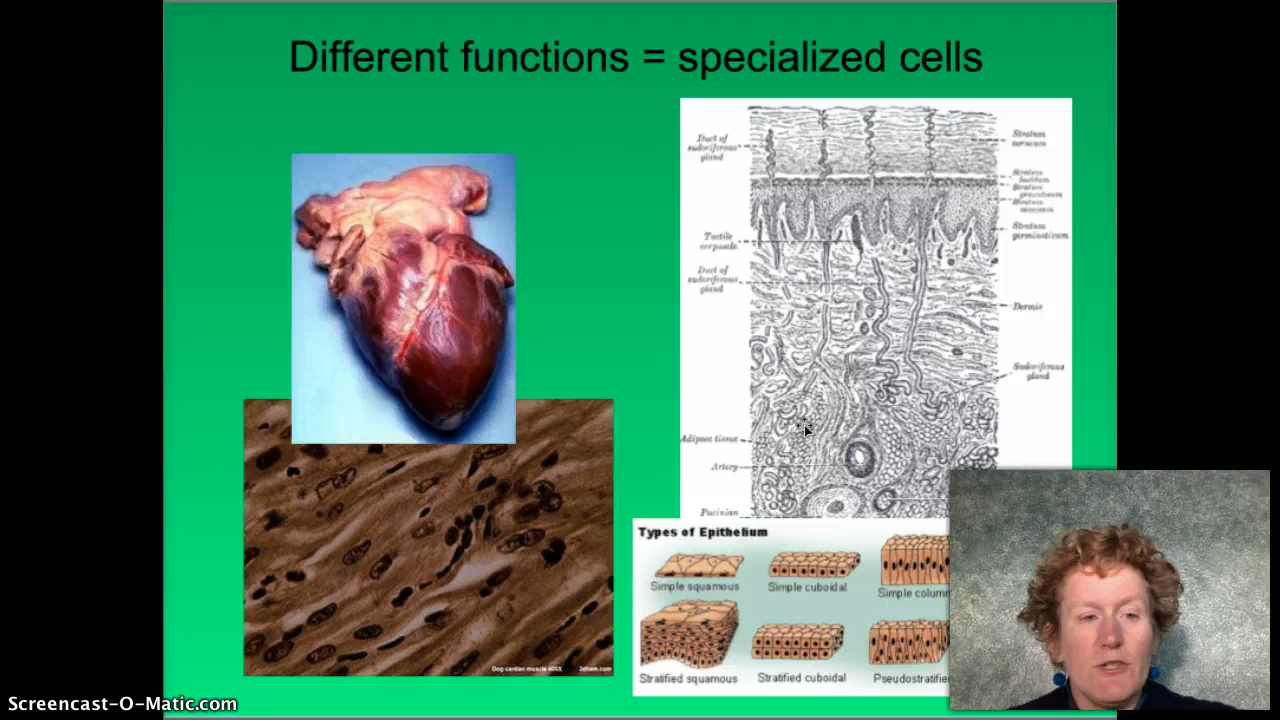 Different functions = specialized cells
Duct of
sudoriferous
gland
Stratum
corneum
Stratum
lucidum
Stratum
granulosum
Stratum
mucosum
Stratum
germinativum
Tactile
corpuscle
Duct of
sudoriferous
gland
Dermis
Sudoriferous
gland
Adipose tissue
Artery
Pacinian
Types of Epithelium
Simple squamous
Simple cuboidal
Simple column
Stratified squamous
Stratified cuboidal
Pseudostratifie
Dog cardiac muscle 400X
Screencast-O-Matic.com